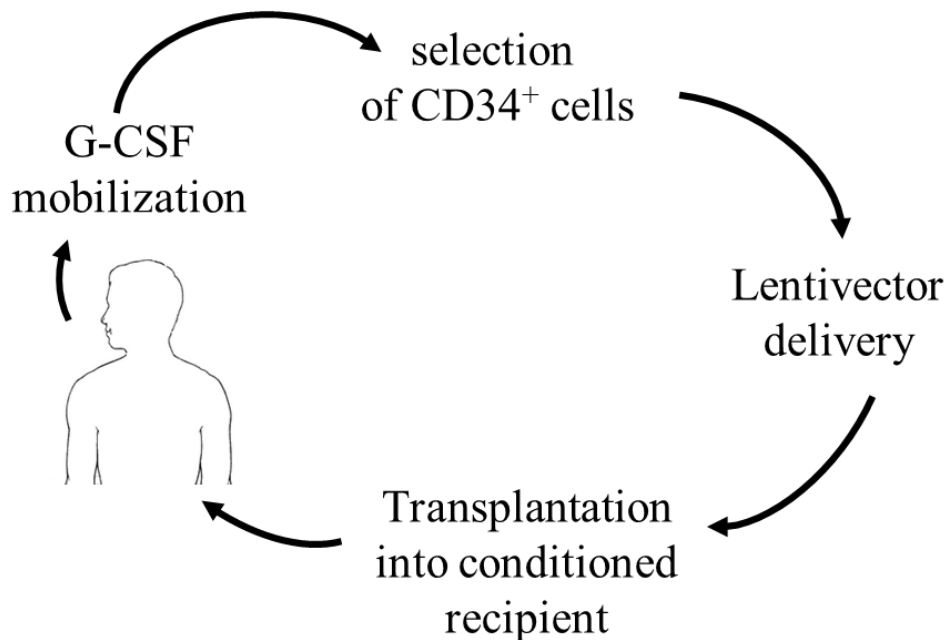 G-CSF
mobilization
selection
of CD34⁺ cells
Lentivector
delivery
Transplantation
into conditioned
recipient